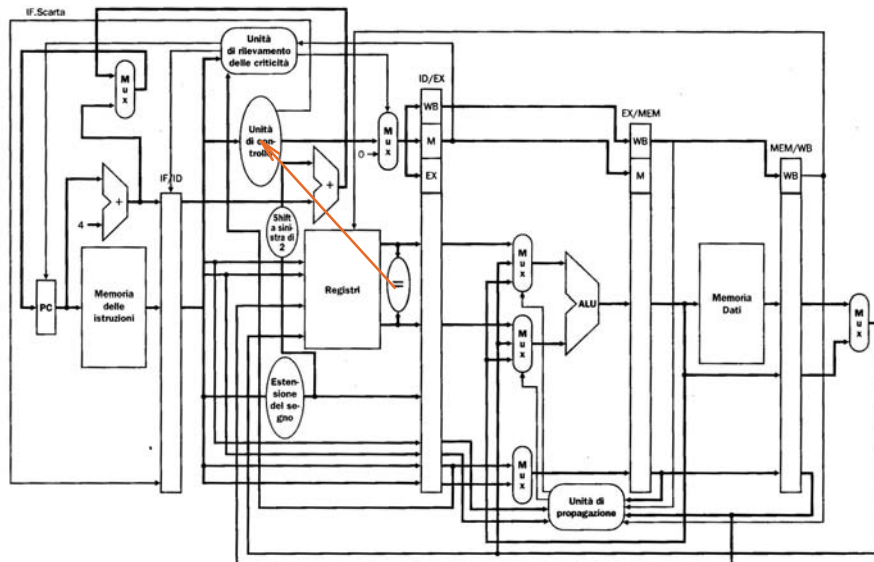 IF.Scarta
Unità
di rilevamento
delle criticità
M
u
x
ID/EX
WB
M
EX
Unità
di controllo
M
u
x
0
EX/MEM
WB
M
MEM/WB
WB
IF/ID
+
4
+
Shift
a sini-
stra di
2
PC
Memoria
delle
istruzioni
Registri
=
M
u
x
ALU
M
u
x
Memoria
Dati
M
u
x
Esten-
sione
del se-
gno
M
u
x
Unità di
propagazione